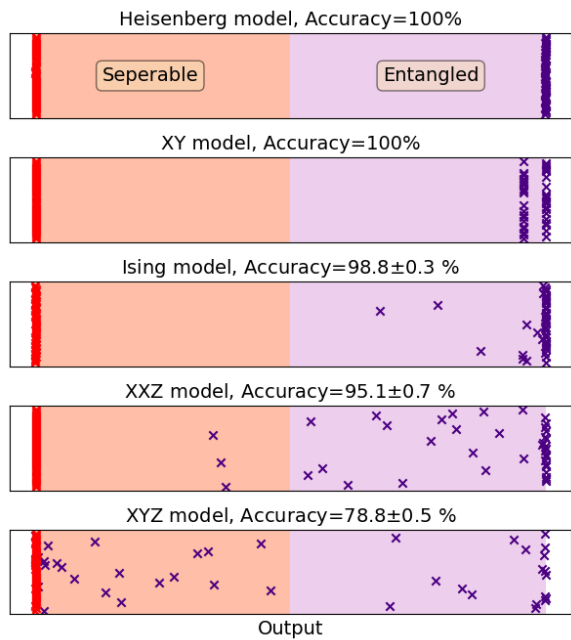 Heisenberg model, Accuracy=100%
Seperable Entangled
XY model, Accuracy=100%
Ising model, Accuracy=98.8±0.3 %
XXZ model, Accuracy=95.1±0.7 %
XYZ model, Accuracy=78.8±0.5 %
Output